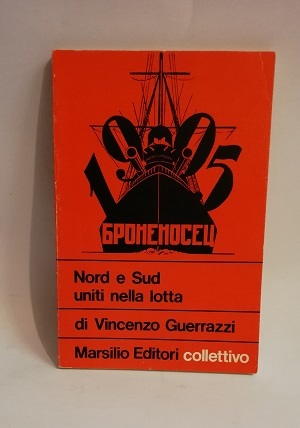 1905
БРОНЕНОСЕЦ
Nord e Sud
uniti nella lotta
di Vincenzo Guerrazzi
Marsilio Editori collettivo